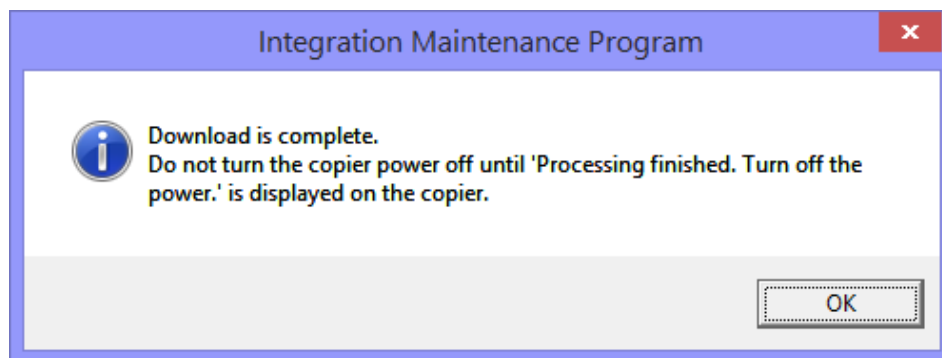 Integration Maintenance Program
Download is complete.
Do not turn the copier power off until 'Processing finished. Turn off the
power.' is displayed on the copier.
OK